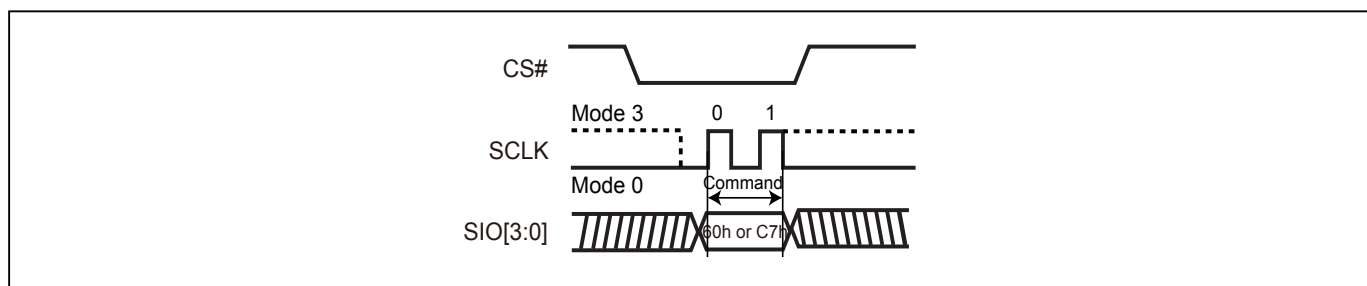 CS#
Mode 3 0 1
SCLK
Mode 0
Command
SIO[3:0]
60h or C7h